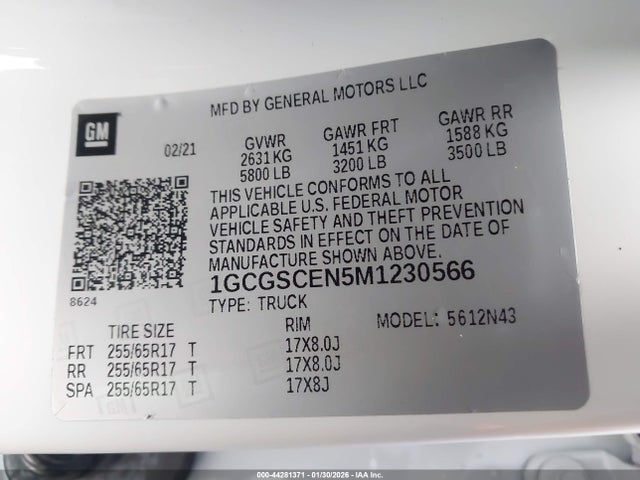 MFD BY GENERAL MOTORS LLC
GM
02/21
GVWR GAWR FRT GAWR RR
2631 KG 1451 KG 1588 KG
5800 LB 3200 LB 3500 LB
THIS VEHICLE CONFORMS TO ALL
APPLICABLE U.S. FEDERAL MOTOR
VEHICLE SAFETY AND THEFT PREVENTION
STANDARDS IN EFFECT ON THE DATE OF
MANUFACTURE SHOWN ABOVE.
8624
1GCGSCEN5M1230566
TYPE: TRUCK MODEL: 5612N43
TIRE SIZE RIM
FRT 255/65R17 T 17X8.0J
RR 255/65R17 T 17X8.0J
SPA 255/65R17 T 17X8J
000-44281371 | 01/30/2026 - IAA Inc.